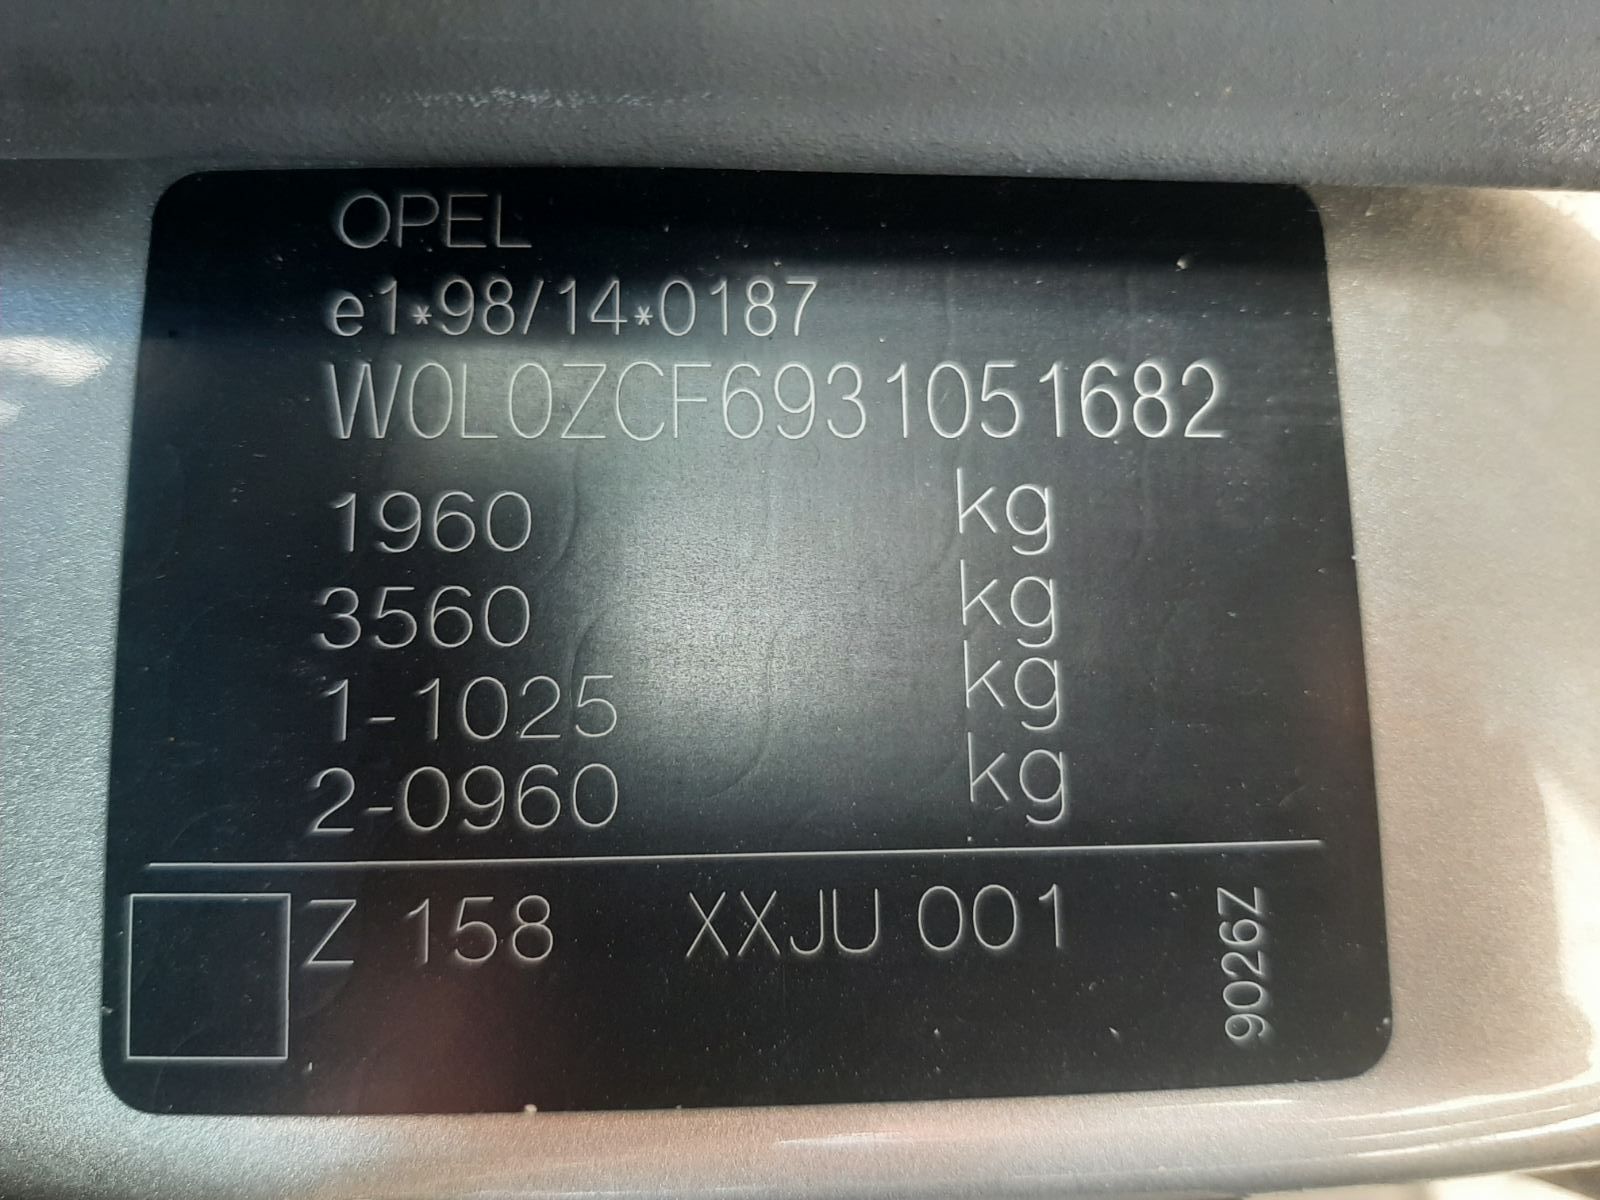 OPEL
e1*98/14*0187
W0L0ZCF6931051682
1960 kg
3560 kg
1-1025 kg
2-0960 kg
Z 158 XXJU 001
9026Z